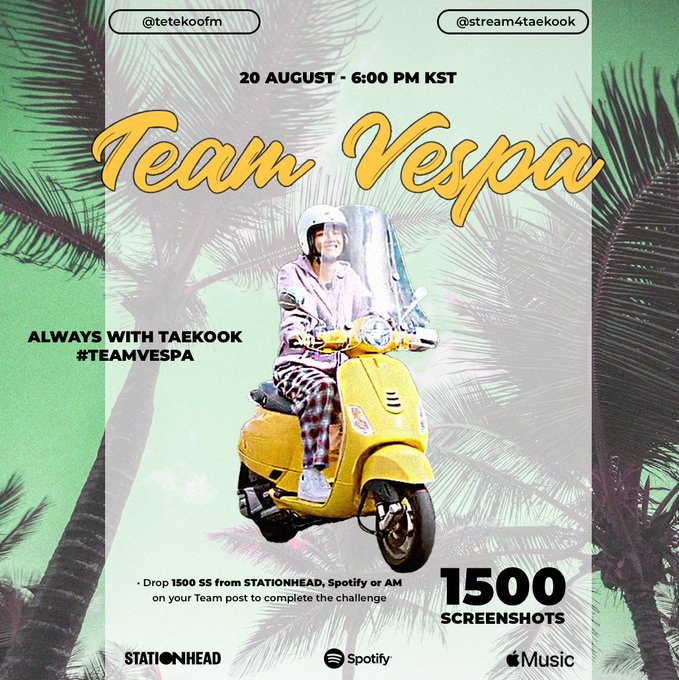 @tetekoofm
@stream4taekook
20 AUGUST - 6:00 PM KST
Team Vespa
ALWAYS WITH TAEKOOK
#TEAMVESPA
• Drop 1500 SS from STATIONHEAD, Spotify or AM
on your Team post to complete the challenge
1500
SCREENSHOTS
STATIONHEAD
Spotify
Music